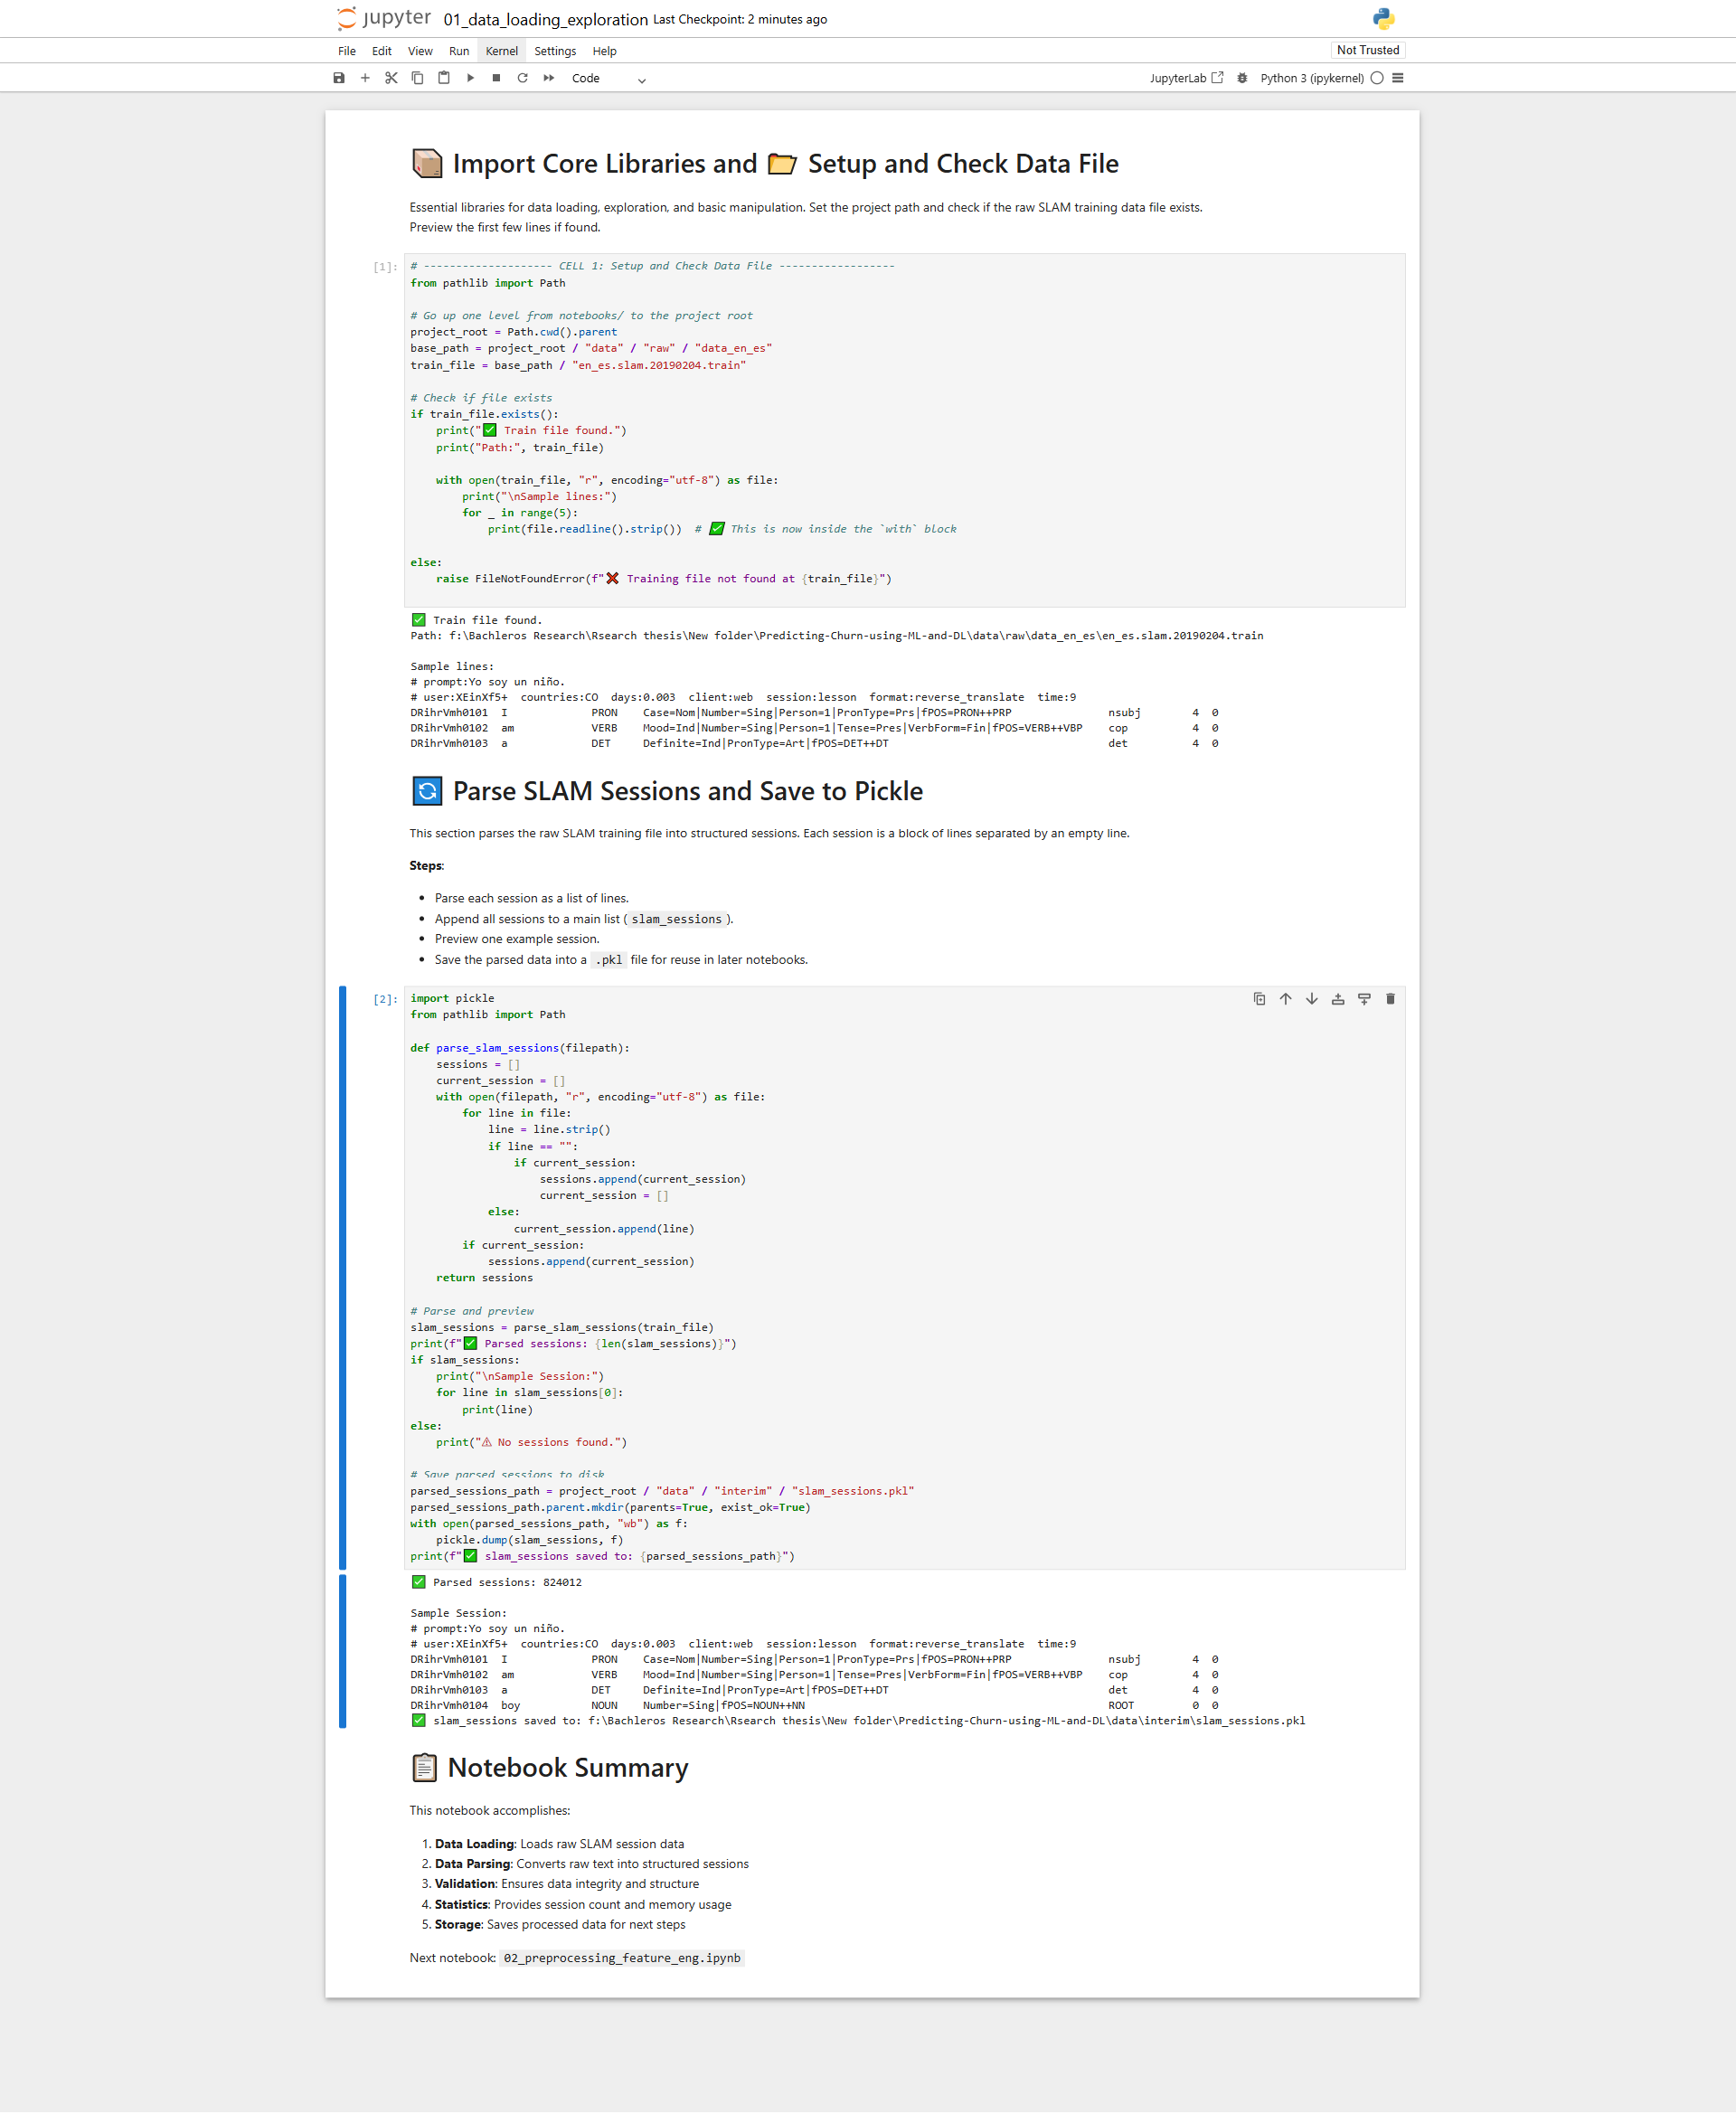 jupyter 01_data_loading_exploration Last Checkpoint: 2 minutes ago
File Edit View Run Kernel Settings Help Not Trusted
Code JupyterLab Python 3 (ipykernel)
📦 Import Core Libraries and 📂 Setup and Check Data File
Essential libraries for data loading, exploration, and basic manipulation. Set the project path and check if the raw SLAM training data file exists.
Preview the first few lines if found.
[1]: # -------------------- CELL 1: Setup and Check Data File ------------------
from pathlib import Path
# Go up one level from notebooks/ to the project root
project_root = Path.cwd().parent
base_path = project_root / "data" / "raw" / "data_en_es"
train_file = base_path / "en_es.slam.20190204.train"
# Check if file exists
if train_file.exists():
    print("✅ Train file found.")
    print("Path:", train_file)
    with open(train_file, "r", encoding="utf-8") as file:
        print("\nSample lines:")
        for _ in range(5):
            print(file.readline().strip())  # ✅ This is now inside the `with` block
else:
    raise FileNotFoundError(f"❌ Training file not found at {train_file}")
✅ Train file found.
Path: f:\Bachleros Research\Rsearch thesis\New folder\Predicting-Churn-using-ML-and-DL\data\raw\data_en_es\en_es.slam.20190204.train
Sample lines:
# prompt:Yo soy un niño.
# user:XEinXf5+  countries:CO  days:0.003  client:web  session:lesson  format:reverse_translate  time:9
DRihrVmh0101  I             PRON    Case=Nom|Number=Sing|Person=1|PronType=Prs|fPOS=PRON++PRP               nsubj        4  0
DRihrVmh0102  am            VERB    Mood=Ind|Number=Sing|Person=1|Tense=Pres|VerbForm=Fin|fPOS=VERB++VBP    cop          4  0
DRihrVmh0103  a             DET     Definite=Ind|PronType=Art|fPOS=DET++DT                                  det          4  0
🔄 Parse SLAM Sessions and Save to Pickle
This section parses the raw SLAM training file into structured sessions. Each session is a block of lines separated by an empty line.
Steps:
• Parse each session as a list of lines.
• Append all sessions to a main list ( slam_sessions ).
• Preview one example session.
• Save the parsed data into a .pkl file for reuse in later notebooks.
[2]: import pickle
from pathlib import Path
def parse_slam_sessions(filepath):
    sessions = []
    current_session = []
    with open(filepath, "r", encoding="utf-8") as file:
        for line in file:
            line = line.strip()
            if line == "":
                if current_session:
                    sessions.append(current_session)
                    current_session = []
            else:
                current_session.append(line)
        if current_session:
            sessions.append(current_session)
    return sessions
# Parse and preview
slam_sessions = parse_slam_sessions(train_file)
print(f"✅ Parsed sessions: {len(slam_sessions)}")
if slam_sessions:
    print("\nSample Session:")
    for line in slam_sessions[0]:
        print(line)
else:
    print("⚠ No sessions found.")
# Save parsed sessions to disk
parsed_sessions_path = project_root / "data" / "interim" / "slam_sessions.pkl"
parsed_sessions_path.parent.mkdir(parents=True, exist_ok=True)
with open(parsed_sessions_path, "wb") as f:
    pickle.dump(slam_sessions, f)
print(f"✅ slam_sessions saved to: {parsed_sessions_path}")
✅ Parsed sessions: 824012
Sample Session:
# prompt:Yo soy un niño.
# user:XEinXf5+  countries:CO  days:0.003  client:web  session:lesson  format:reverse_translate  time:9
DRihrVmh0101  I             PRON    Case=Nom|Number=Sing|Person=1|PronType=Prs|fPOS=PRON++PRP               nsubj        4  0
DRihrVmh0102  am            VERB    Mood=Ind|Number=Sing|Person=1|Tense=Pres|VerbForm=Fin|fPOS=VERB++VBP    cop          4  0
DRihrVmh0103  a             DET     Definite=Ind|PronType=Art|fPOS=DET++DT                                  det          4  0
DRihrVmh0104  boy           NOUN    Number=Sing|fPOS=NOUN++NN                                               ROOT         0  0
✅ slam_sessions saved to: f:\Bachleros Research\Rsearch thesis\New folder\Predicting-Churn-using-ML-and-DL\data\interim\slam_sessions.pkl
📋 Notebook Summary
This notebook accomplishes:
1. Data Loading: Loads raw SLAM session data
2. Data Parsing: Converts raw text into structured sessions
3. Validation: Ensures data integrity and structure
4. Statistics: Provides session count and memory usage
5. Storage: Saves processed data for next steps
Next notebook: 02_preprocessing_feature_eng.ipynb